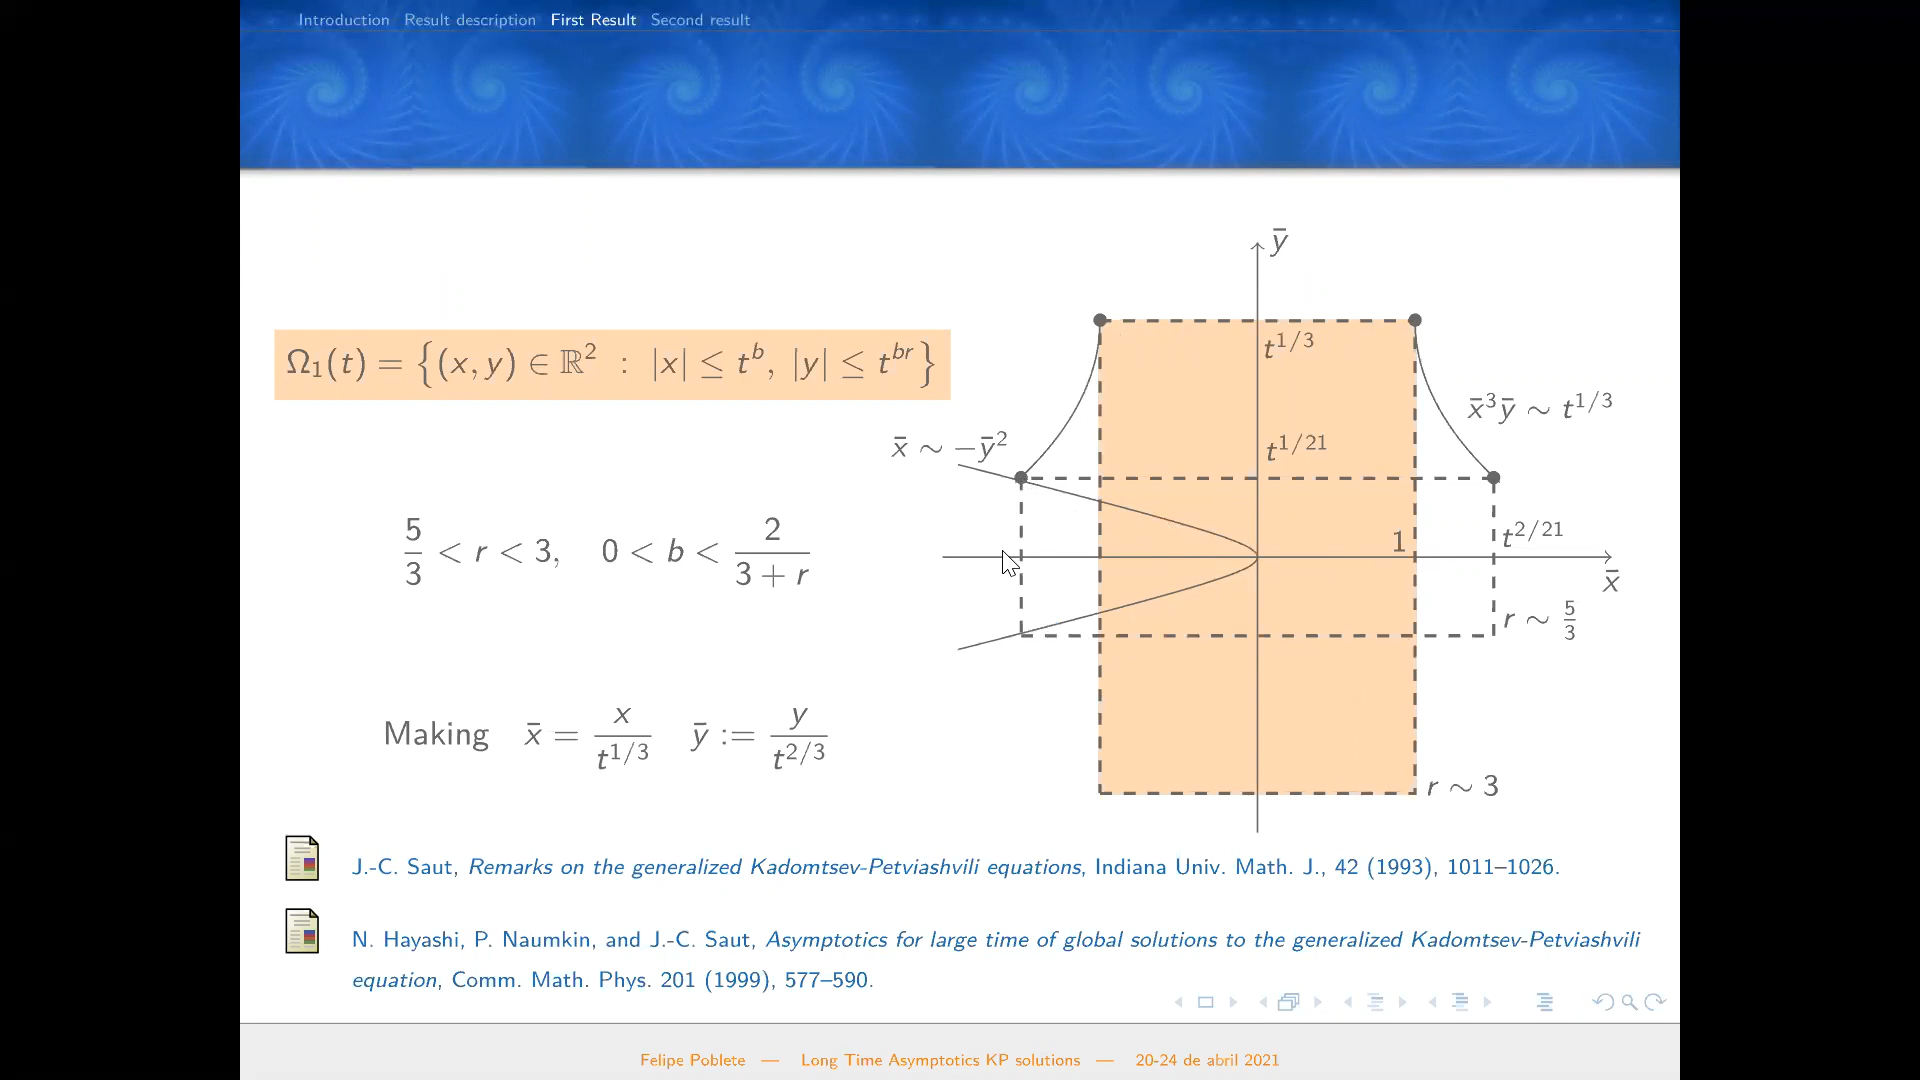 Introduction Result description First Result Second result
ȳ
t^{1/3}
Ω₁(t) = {(x, y) ∈ ℝ² : |x| ≤ t^b, |y| ≤ t^{br}}
x̄³ȳ ∼ t^{1/3}
x̄ ∼ −ȳ²
t^{1/21}
5/3 < r < 3, 0 < b < 2/(3 + r)
1
t^{2/21}
x̄
r ∼ 5/3
Making x̄ = x/t^{1/3} ȳ := y/t^{2/3}
r ∼ 3
J.-C. Saut, Remarks on the generalized Kadomtsev-Petviashvili equations, Indiana Univ. Math. J., 42 (1993), 1011–1026.
N. Hayashi, P. Naumkin, and J.-C. Saut, Asymptotics for large time of global solutions to the generalized Kadomtsev-Petviashvili
equation, Comm. Math. Phys. 201 (1999), 577–590.
Felipe Poblete — Long Time Asymptotics KP solutions — 20-24 de abril 2021